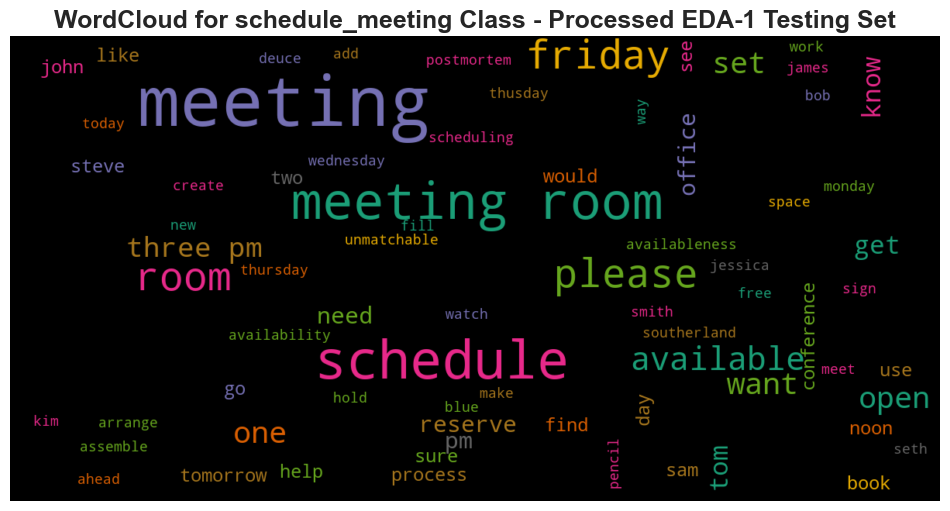 WordCloud for schedule_meeting Class - Processed EDA-1 Testing Set
john
like
deuce
add
postmortem
friday
see
set
work
james
know
meeting
thusday
way
bob
today
scheduling
office
steve
wednesday
create
two
would
monday
meeting room
space
new
fill
three pm
unmatchable
availableness
get
room
thursday
please
jessica
free
sign
need
watch
smith
conference
availability
southerland
schedule
available
meet
use
go
hold
make
want
open
blue
day
kim
arrange
one
reserve
find
noon
assemble
pm
seth
sure
pencil
tom
ahead
tomorrow
help
process
sam
book